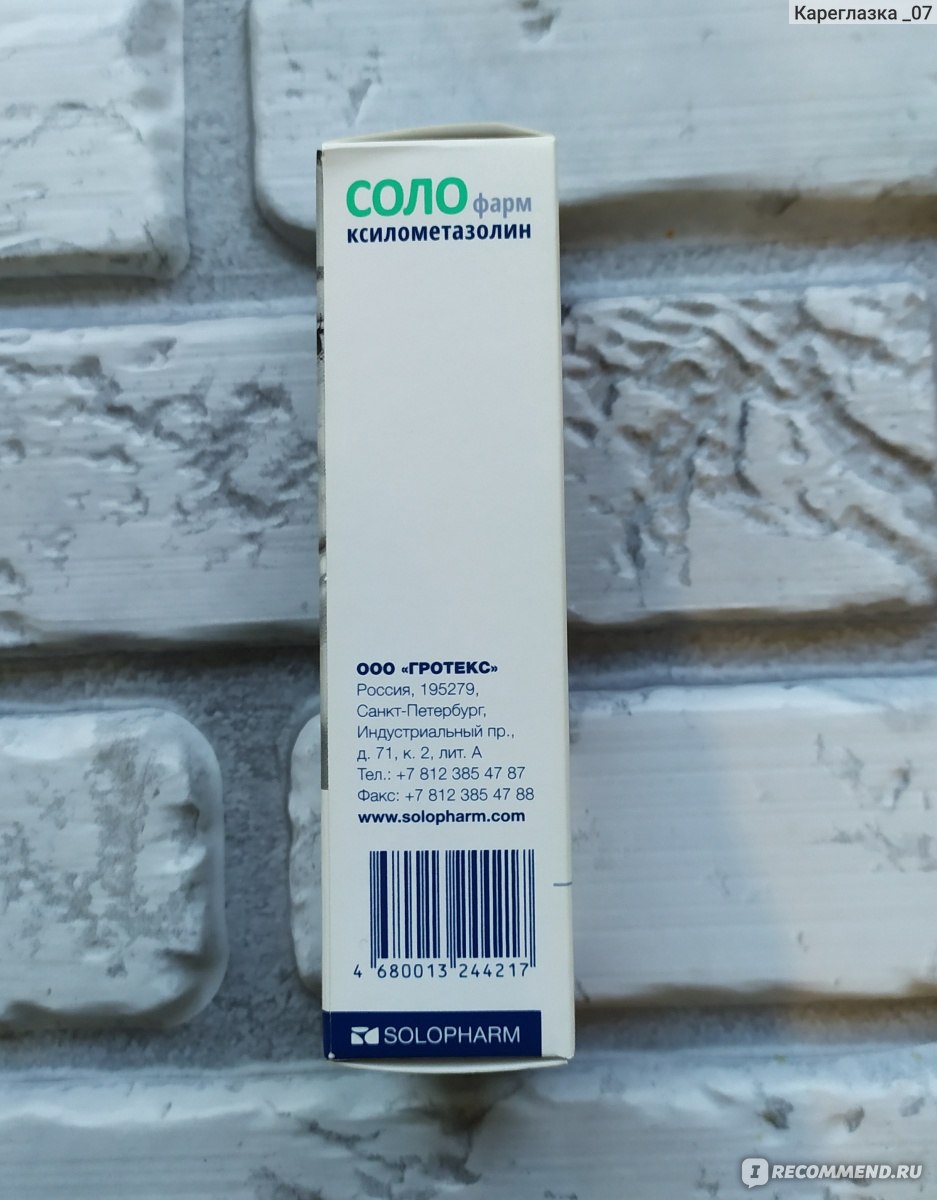 Кареглазка _07
СОЛО фарм
ксилометазолин
ООО «ГРОТЕКС»
Россия, 195279,
Санкт-Петербург,
Индустриальный пр.,
д. 71, к. 2, лит. А
Тел.: +7 812 385 47 87
Факс: +7 812 385 47 88
www.solopharm.com
4 680013 244217
SOLOPHARM
I RECOMMEND.RU